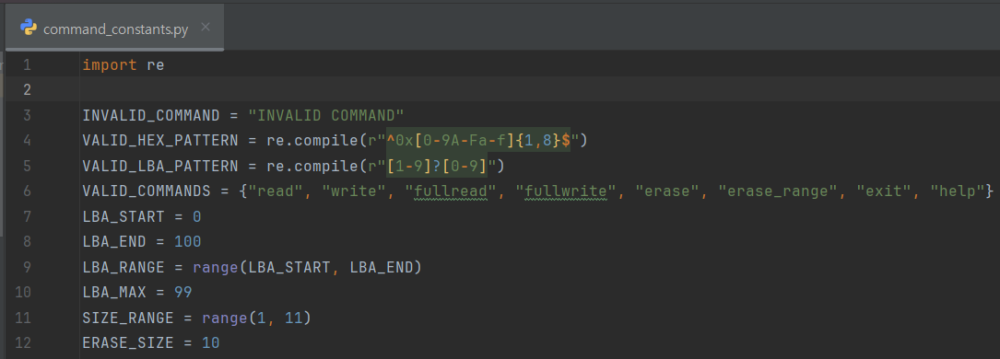 command_constants.py
1 import re
2
3 INVALID_COMMAND = "INVALID COMMAND"
4 VALID_HEX_PATTERN = re.compile(r"^0x[0-9A-Fa-f]{1,8}$")
5 VALID_LBA_PATTERN = re.compile(r"[1-9]?[0-9]")
6 VALID_COMMANDS = {"read", "write", "fullread", "fullwrite", "erase", "erase_range", "exit", "help"}
7 LBA_START = 0
8 LBA_END = 100
9 LBA_RANGE = range(LBA_START, LBA_END)
10 LBA_MAX = 99
11 SIZE_RANGE = range(1, 11)
12 ERASE_SIZE = 10